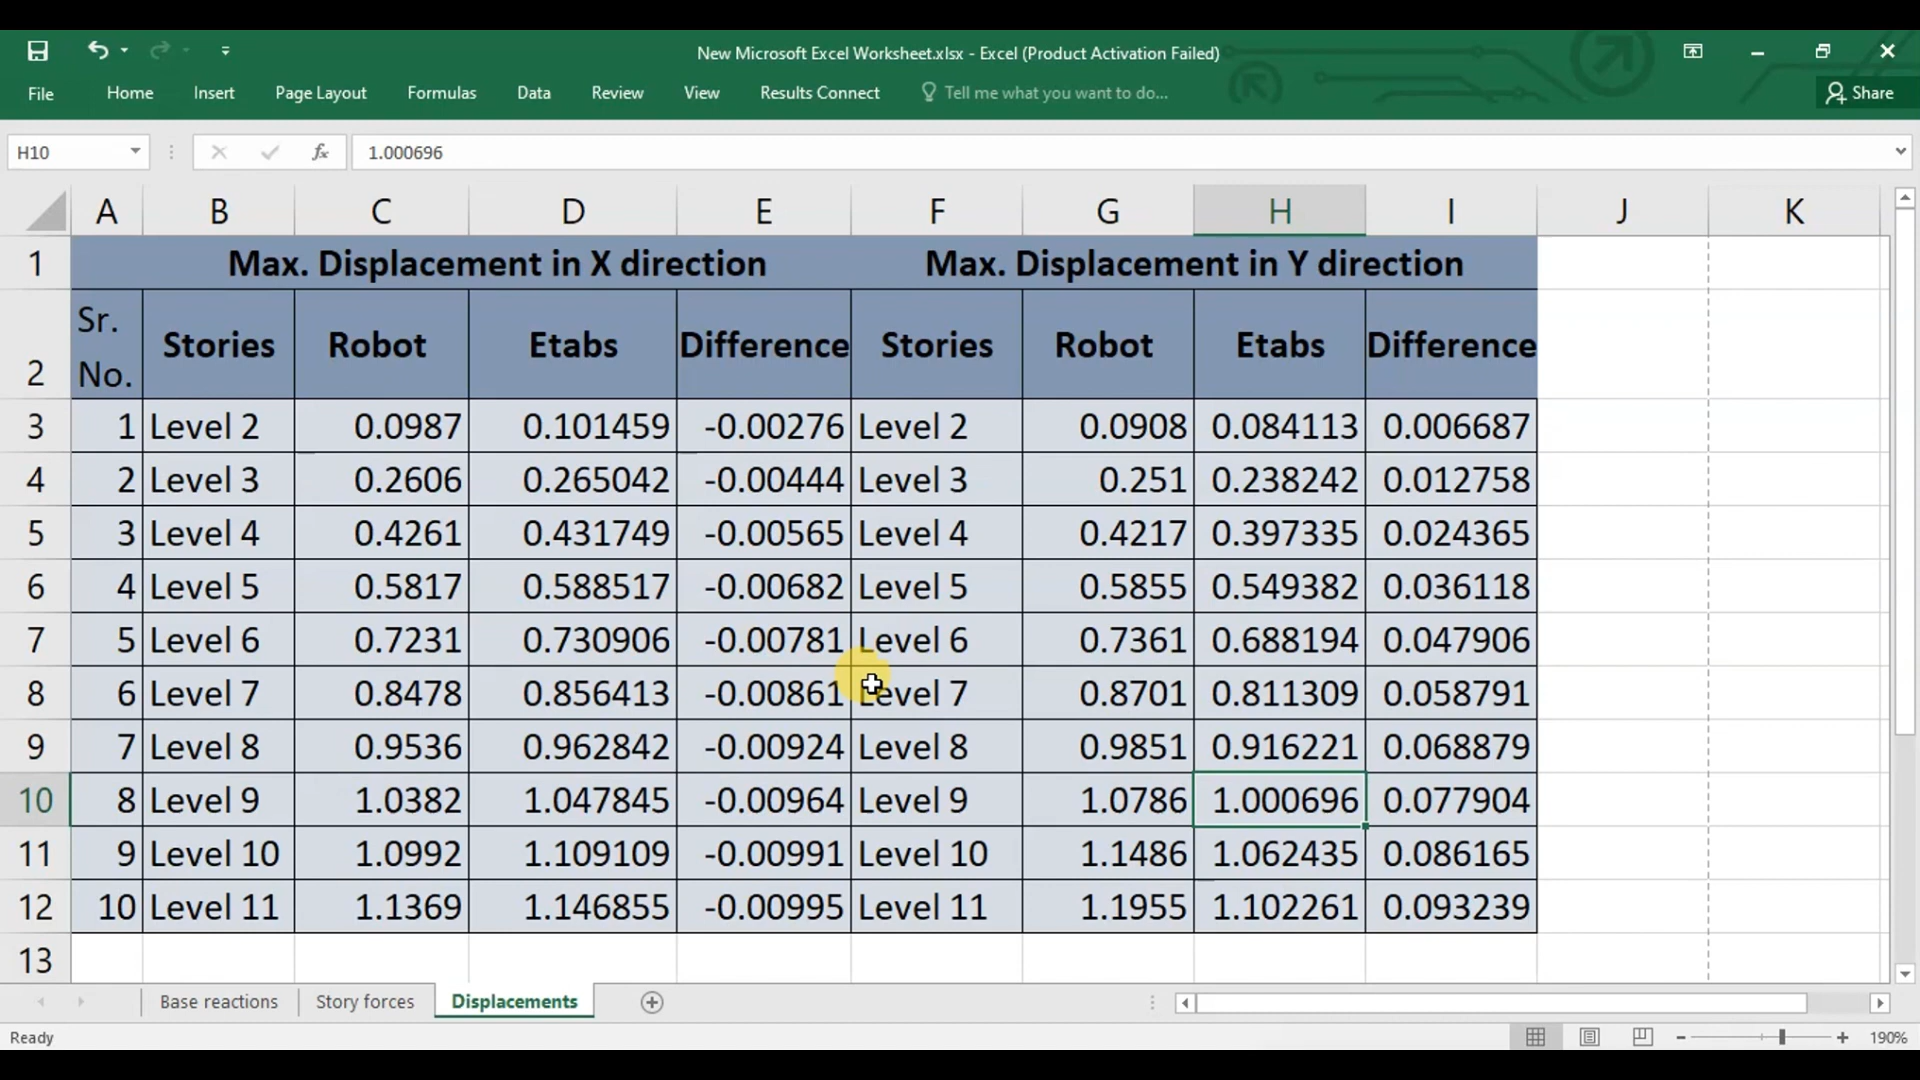 New Microsoft Excel Worksheet.xlsx - Excel (Product Activation Failed)
File Home Insert Page Layout Formulas Data Review View Results Connect Tell me what you want to do... Share
H10 fx 1.000696
A B C D E F G H I J K
1 Max. Displacement in X direction Max. Displacement in Y direction
2 Sr. No. Stories Robot Etabs Difference Stories Robot Etabs Difference
3 1 Level 2 0.0987 0.101459 -0.00276 Level 2 0.0908 0.084113 0.006687
4 2 Level 3 0.2606 0.265042 -0.00444 Level 3 0.251 0.238242 0.012758
5 3 Level 4 0.4261 0.431749 -0.00565 Level 4 0.4217 0.397335 0.024365
6 4 Level 5 0.5817 0.588517 -0.00682 Level 5 0.5855 0.549382 0.036118
7 5 Level 6 0.7231 0.730906 -0.00781 Level 6 0.7361 0.688194 0.047906
8 6 Level 7 0.8478 0.856413 -0.00861 Level 7 0.8701 0.811309 0.058791
9 7 Level 8 0.9536 0.962842 -0.00924 Level 8 0.9851 0.916221 0.068879
10 8 Level 9 1.0382 1.047845 -0.00964 Level 9 1.0786 1.000696 0.077904
11 9 Level 10 1.0992 1.109109 -0.00991 Level 10 1.1486 1.062435 0.086165
12 10 Level 11 1.1369 1.146855 -0.00995 Level 11 1.1955 1.102261 0.093239
13
Base reactions Story forces Displacements
Ready 190%